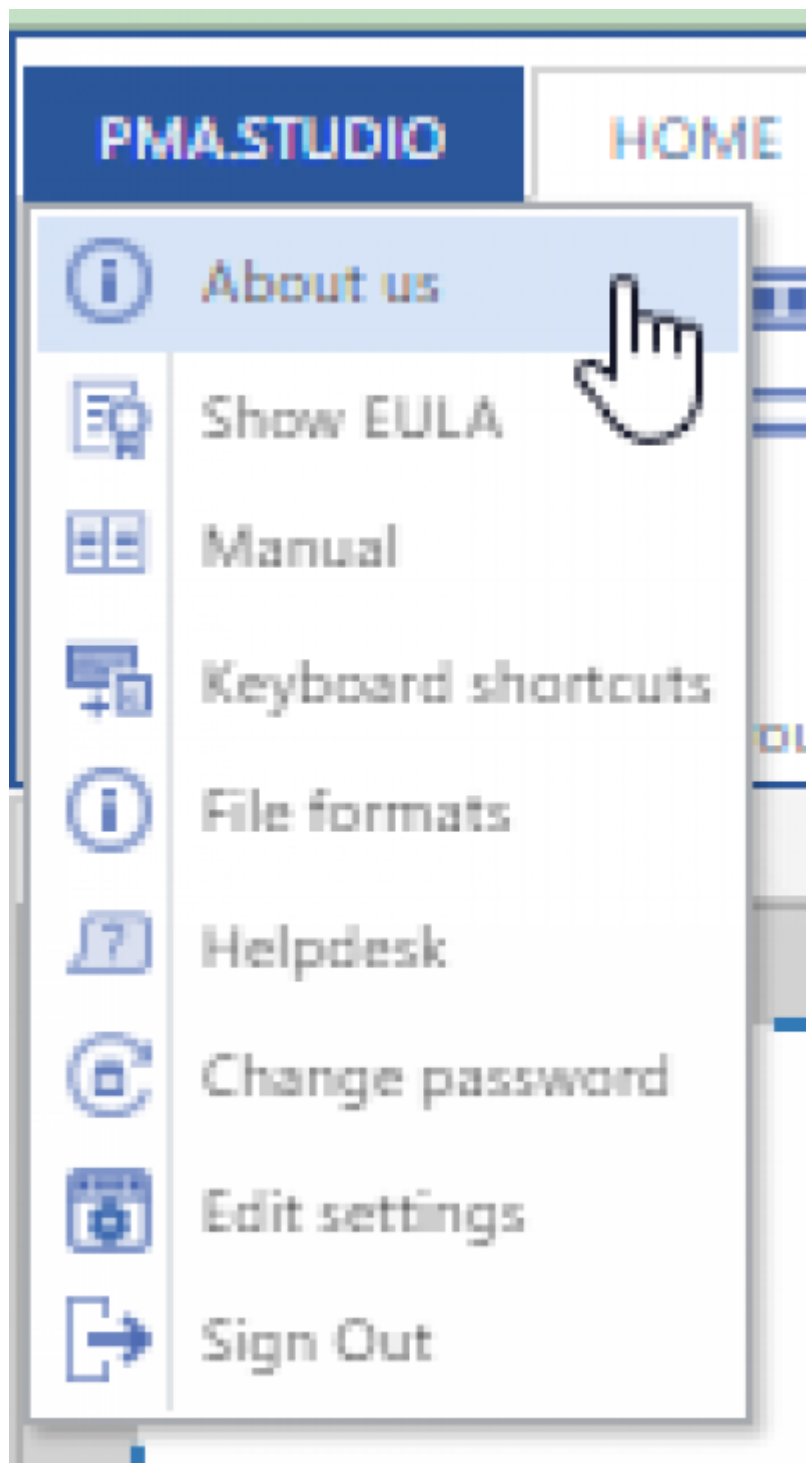 PMA.STUDIO HOME
About us
Show EULA
Manual
Keyboard shortcuts
File formats
Helpdesk
Change password
Edit settings
Sign Out